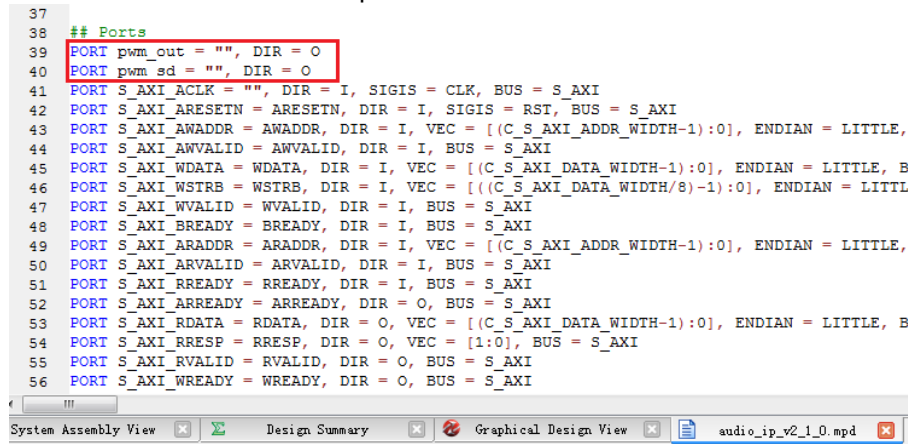 37
38 ## Ports
39 PORT pwm_out = "", DIR = O
40 PORT pwm_sd = "", DIR = O
41 PORT S_AXI_ACLK = "", DIR = I, SIGIS = CLK, BUS = S_AXI
42 PORT S_AXI_ARESETN = ARESETN, DIR = I, SIGIS = RST, BUS = S_AXI
43 PORT S_AXI_AWADDR = AWADDR, DIR = I, VEC = [(C_S_AXI_ADDR_WIDTH-1):0], ENDIAN = LITTLE,
44 PORT S_AXI_AWVALID = AWVALID, DIR = I, BUS = S_AXI
45 PORT S_AXI_WDATA = WDATA, DIR = I, VEC = [(C_S_AXI_DATA_WIDTH-1):0], ENDIAN = LITTLE, B
46 PORT S_AXI_WSTRB = WSTRB, DIR = I, VEC = [((C_S_AXI_DATA_WIDTH/8)-1):0], ENDIAN = LITTL
47 PORT S_AXI_WVALID = WVALID, DIR = I, BUS = S_AXI
48 PORT S_AXI_BREADY = BREADY, DIR = I, BUS = S_AXI
49 PORT S_AXI_ARADDR = ARADDR, DIR = I, VEC = [(C_S_AXI_ADDR_WIDTH-1):0], ENDIAN = LITTLE,
50 PORT S_AXI_ARVALID = ARVALID, DIR = I, BUS = S_AXI
51 PORT S_AXI_RREADY = RREADY, DIR = I, BUS = S_AXI
52 PORT S_AXI_ARREADY = ARREADY, DIR = O, BUS = S_AXI
53 PORT S_AXI_RDATA = RDATA, DIR = O, VEC = [(C_S_AXI_DATA_WIDTH-1):0], ENDIAN = LITTLE, B
54 PORT S_AXI_RRESP = RRESP, DIR = O, VEC = [1:0], BUS = S_AXI
55 PORT S_AXI_RVALID = RVALID, DIR = O, BUS = S_AXI
56 PORT S_AXI_WREADY = WREADY, DIR = O, BUS = S_AXI
System Assembly View Σ Design Summary Graphical Design View audio_ip_v2_1_0.mpd